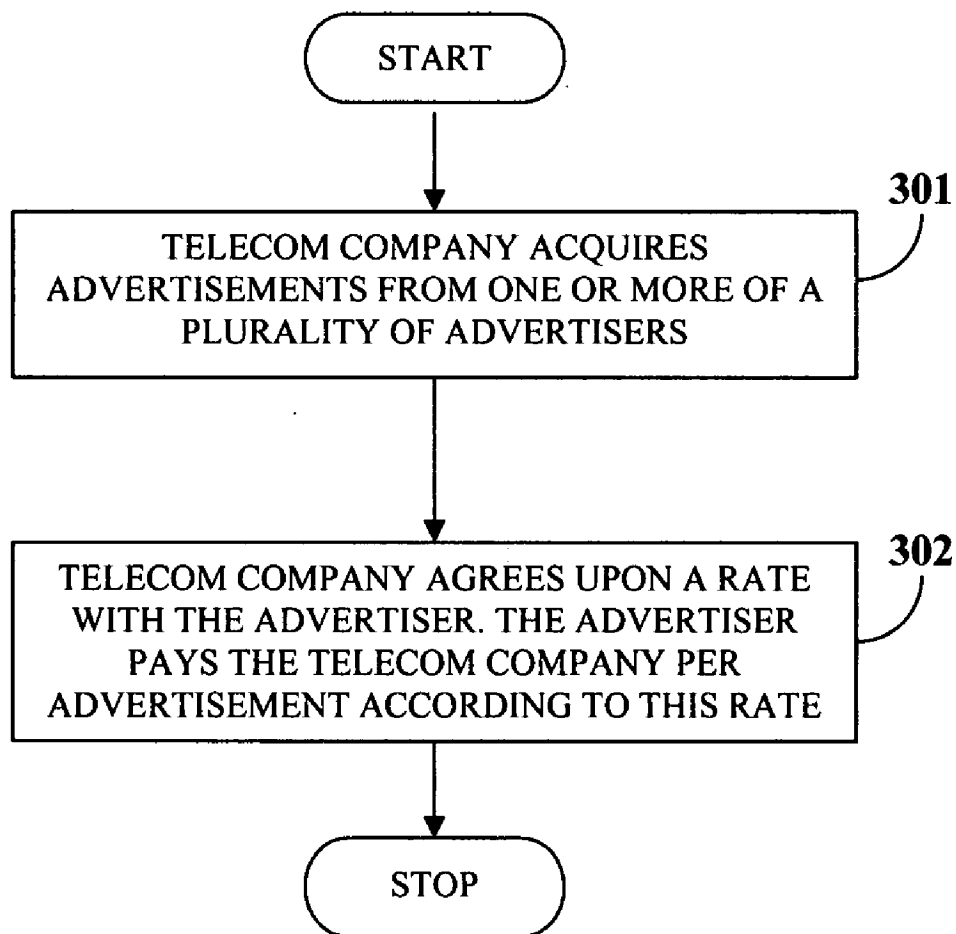 START
301
TELECOM COMPANY ACQUIRES
ADVERTISEMENTS FROM ONE OR MORE OF A
PLURALITY OF ADVERTISERS
302
TELECOM COMPANY AGREES UPON A RATE
WITH THE ADVERTISER. THE ADVERTISER
PAYS THE TELECOM COMPANY PER
ADVERTISEMENT ACCORDING TO THIS RATE
STOP